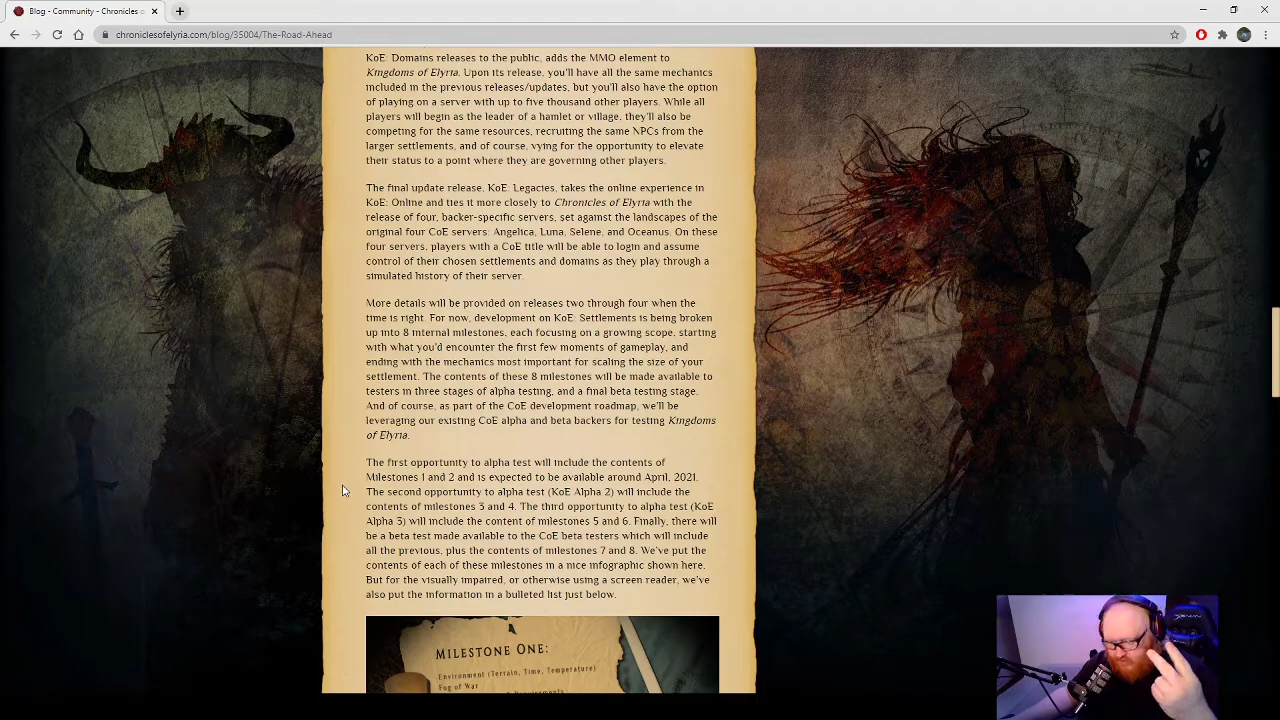 Blog - Community - Chronicles o
chroniclesofelyria.com/blog/35004/The-Road-Ahead
KoE: Domains releases to the public, adds the MMO element to
Kingdoms of Elyria. Upon its release, you'll have all the same mechanics
included in the previous releases/updates, but you'll also have the option
of playing on a server with up to five thousand other players. While all
players will begin as the leader of a hamlet or village, they'll also be
competing for the same resources, recruiting the same NPCs from the
larger settlements, and of course, vying for the opportunity to elevate
their status to a point where they are governing other players.
The final update release, KoE: Legacies, takes the online experience in
KoE: Online and ties it more closely to Chronicles of Elyria with the
release of four, backer-specific servers, set against the landscapes of the
original four CoE servers: Angelica, Luna, Selene, and Oceanus. On these
four servers, players with a CoE title will be able to login and assume
control of their chosen settlements and domains as they play through a
simulated history of their server.
More details will be provided on releases two through four when the
time is right. For now, development on KoE: Settlements is being broken
up into 8 internal milestones, each focusing on a growing scope, starting
with what you'd encounter the first few moments of gameplay, and
ending with the mechanics most important for scaling the size of your
settlement. The contents of these 8 milestones will be made available to
testers in three stages of alpha testing, and a final beta testing stage.
And of course, as part of the CoE development roadmap, we'll be
leveraging our existing CoE alpha and beta backers for testing Kingdoms
of Elyria.
The first opportunity to alpha test will include the contents of
Milestones 1 and 2 and is expected to be available around April, 2021.
The second opportunity to alpha test (KoE Alpha 2) will include the
contents of milestones 3 and 4. The third opportunity to alpha test (KoE
Alpha 3) will include the content of milestones 5 and 6. Finally, there will
be a beta test made available to the CoE beta testers which will include
all the previous, plus the contents of milestones 7 and 8. We've put the
contents of each of these milestones in a nice infographic shown here.
But for the visually impaired, or otherwise using a screen reader, we've
also put the information in a bulleted list just below.
MILESTONE ONE:
Environment (Terrain, Time, Temperature)
Fog of War